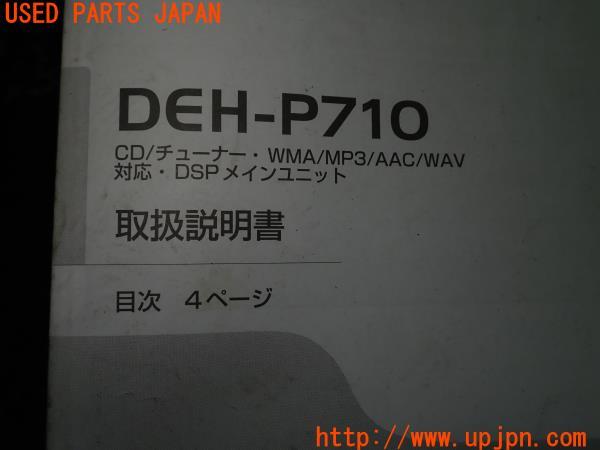 USED PARTS JAPAN
DEH-P710
CD/チューナー・WMA/MP3/AAC/WAV
対応・DSPメインユニット
取扱説明書
目次 4ページ
http://www.upjpn.com